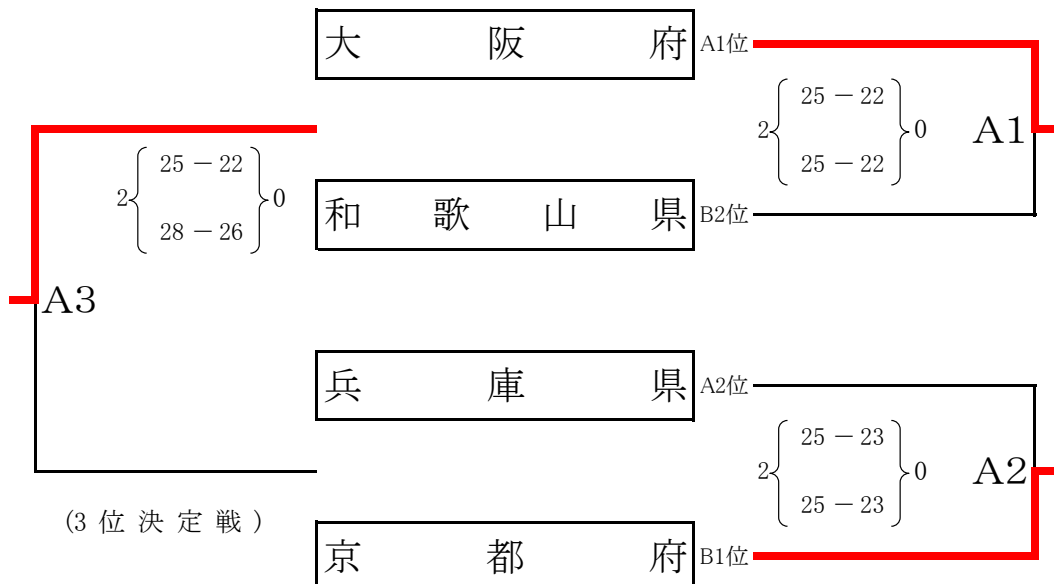 大阪府 A1位
25－22
2 0 A1
25－22
和歌山県 B2位
25－22
2 0
28－26
A3
兵庫県 A2位
25－23
2 0 A2
25－23
(3位決定戦)
京都府 B1位